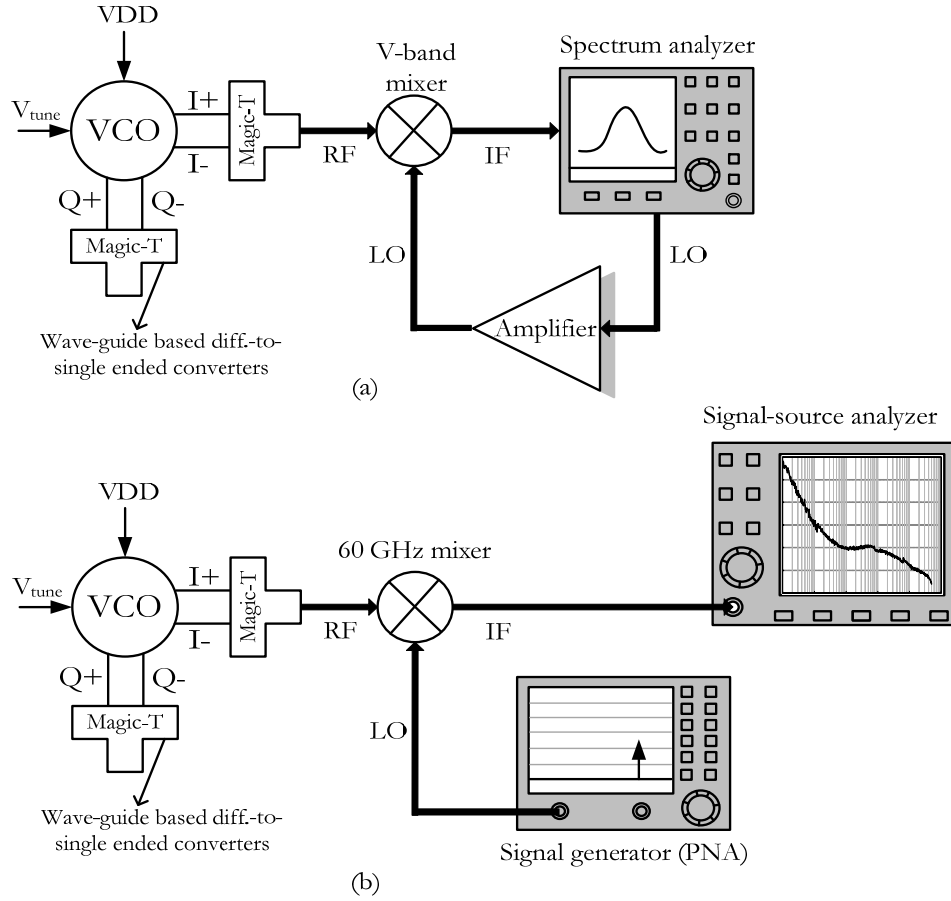 VDD
V-band
mixer
Spectrum analyzer
Vtune
VCO
I+
I-
Magic-T
RF
IF
Q+
Q-
Magic-T
LO
LO
Amplifier
Wave-guide based diff.-to-
single ended converters
(a)
Signal-source analyzer
VDD
60 GHz mixer
Vtune
VCO
I+
I-
Magic-T
RF
IF
Q+
Q-
Magic-T
LO
Wave-guide based diff.-to-
single ended converters
Signal generator (PNA)
(b)